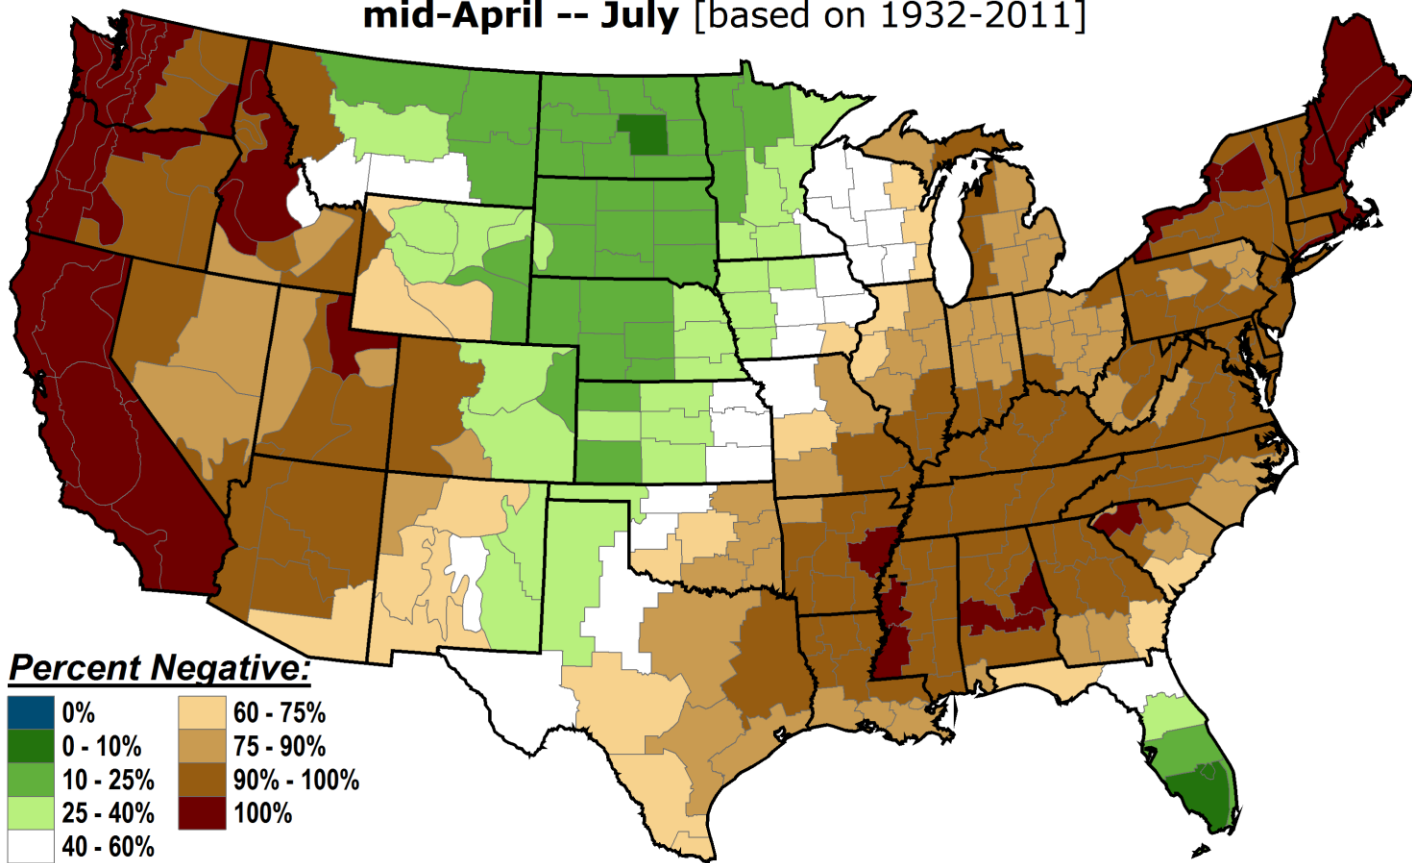 mid-April -- July [based on 1932-2011]
Percent Negative:
0%
0 - 10%
10 - 25%
25 - 40%
40 - 60%
60 - 75%
75 - 90%
90% - 100%
100%